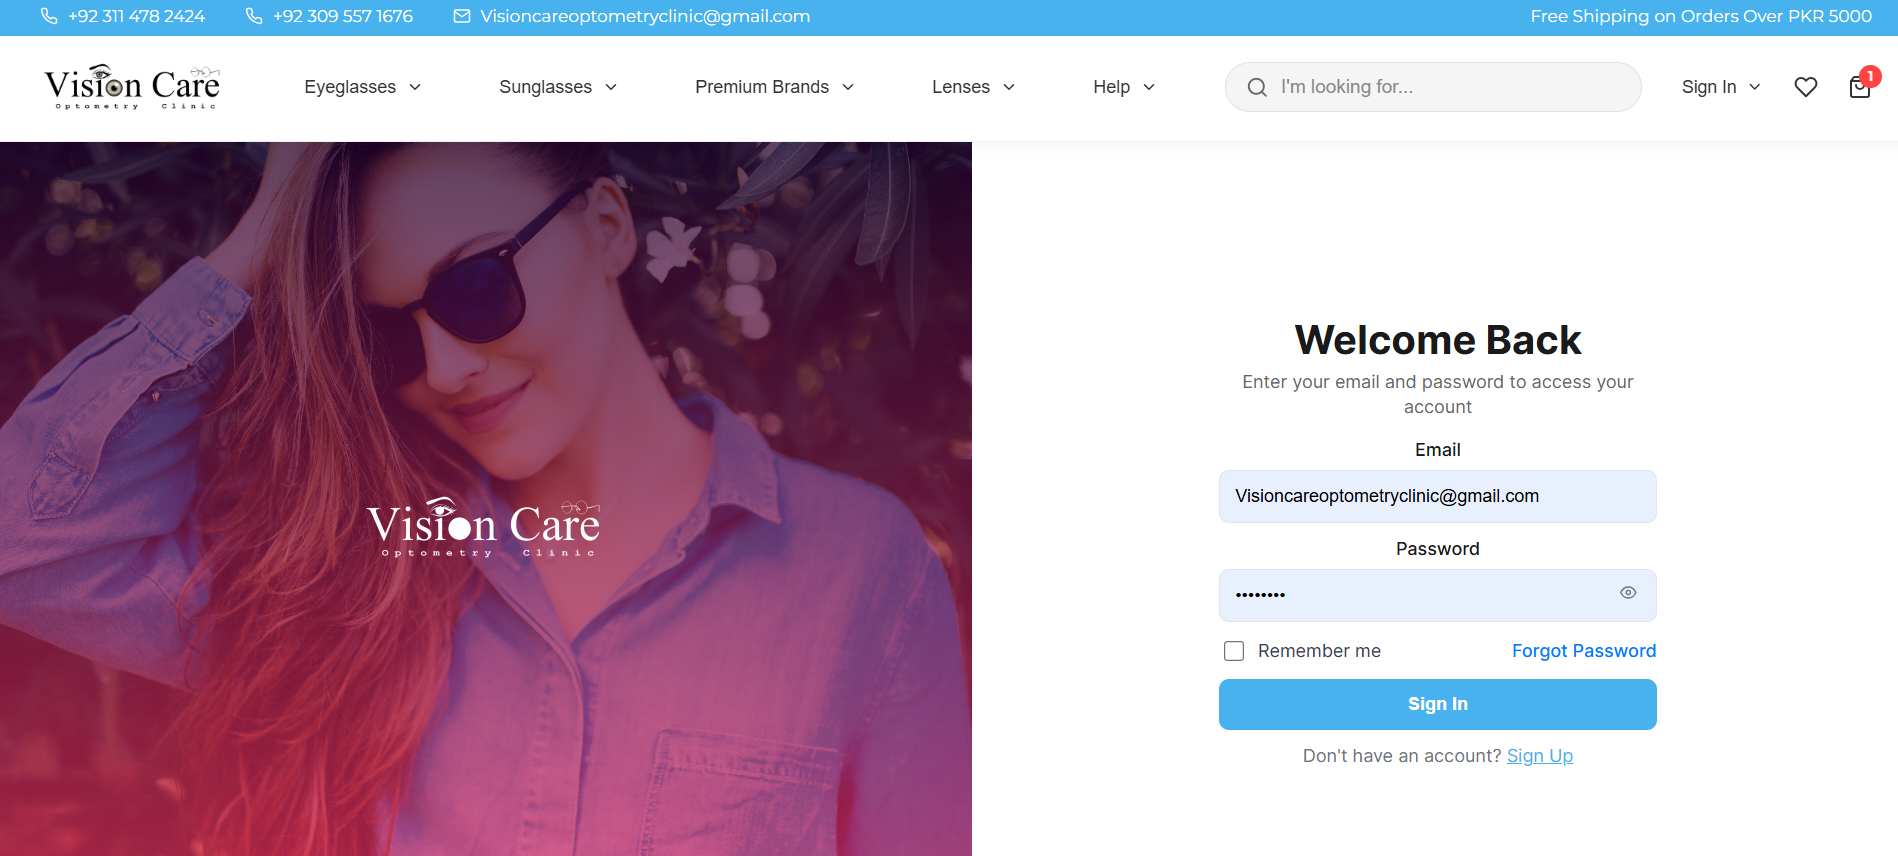 +92 311 478 2424
+92 309 557 1676
Visioncareoptometryclinic@gmail.com
Free Shipping on Orders Over PKR 5000
Vision Care
Optometry Clinic
Eyeglasses
Sunglasses
Premium Brands
Lenses
Help
I'm looking for...
Sign In
1
Vision Care
Optometry Clinic
Welcome Back
Enter your email and password to access your
account
Email
Visioncareoptometryclinic@gmail.com
Password
••••••••
Remember me
Forgot Password
Sign In
Don't have an account? Sign Up